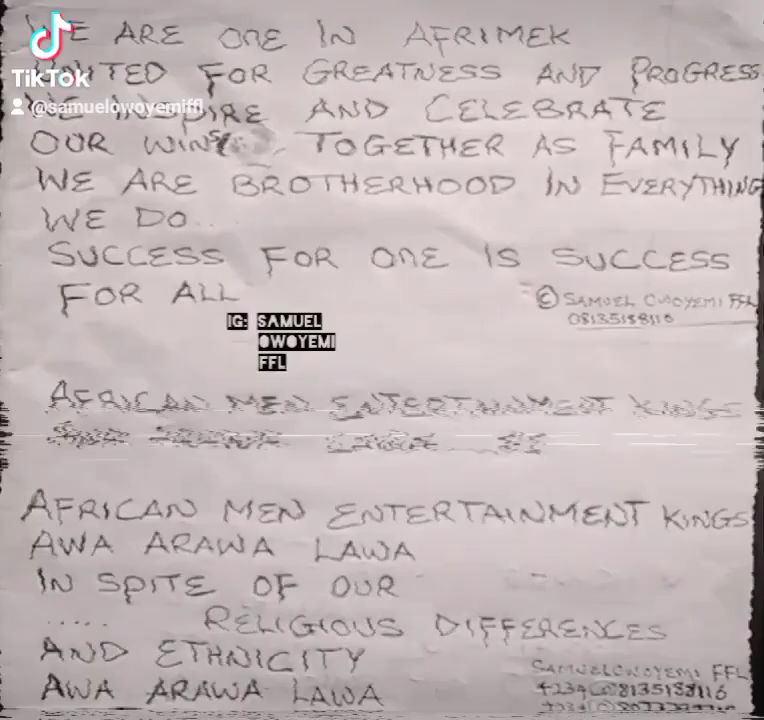 WE ARE ONE IN AFRIMEK
TikTok
UNITED FOR GREATNESS AND PROGRESS
@samuelowoyemiffl
WE INSPIRE AND CELEBRATE
OUR WINS TOGETHER AS FAMILY
WE ARE BROTHERHOOD IN EVERYTHING
WE DO..
SUCCESS FOR ONE IS SUCCESS
FOR ALL
© SAMUEL OWOYEMI FFL
08135188116
IG: SAMUEL
OWOYEMI
FFL
AFRICAN MEN ENTERTAINMENT KINGS
AFRICAN MEN ENTERTAINMENT KINGS
AWA ARAWA LAWA
IN SPITE OF OUR
..... RELIGIOUS DIFFERENCES
AND ETHNICITY
AWA ARAWA LAWA
SAMUELOWOYEMI FFL